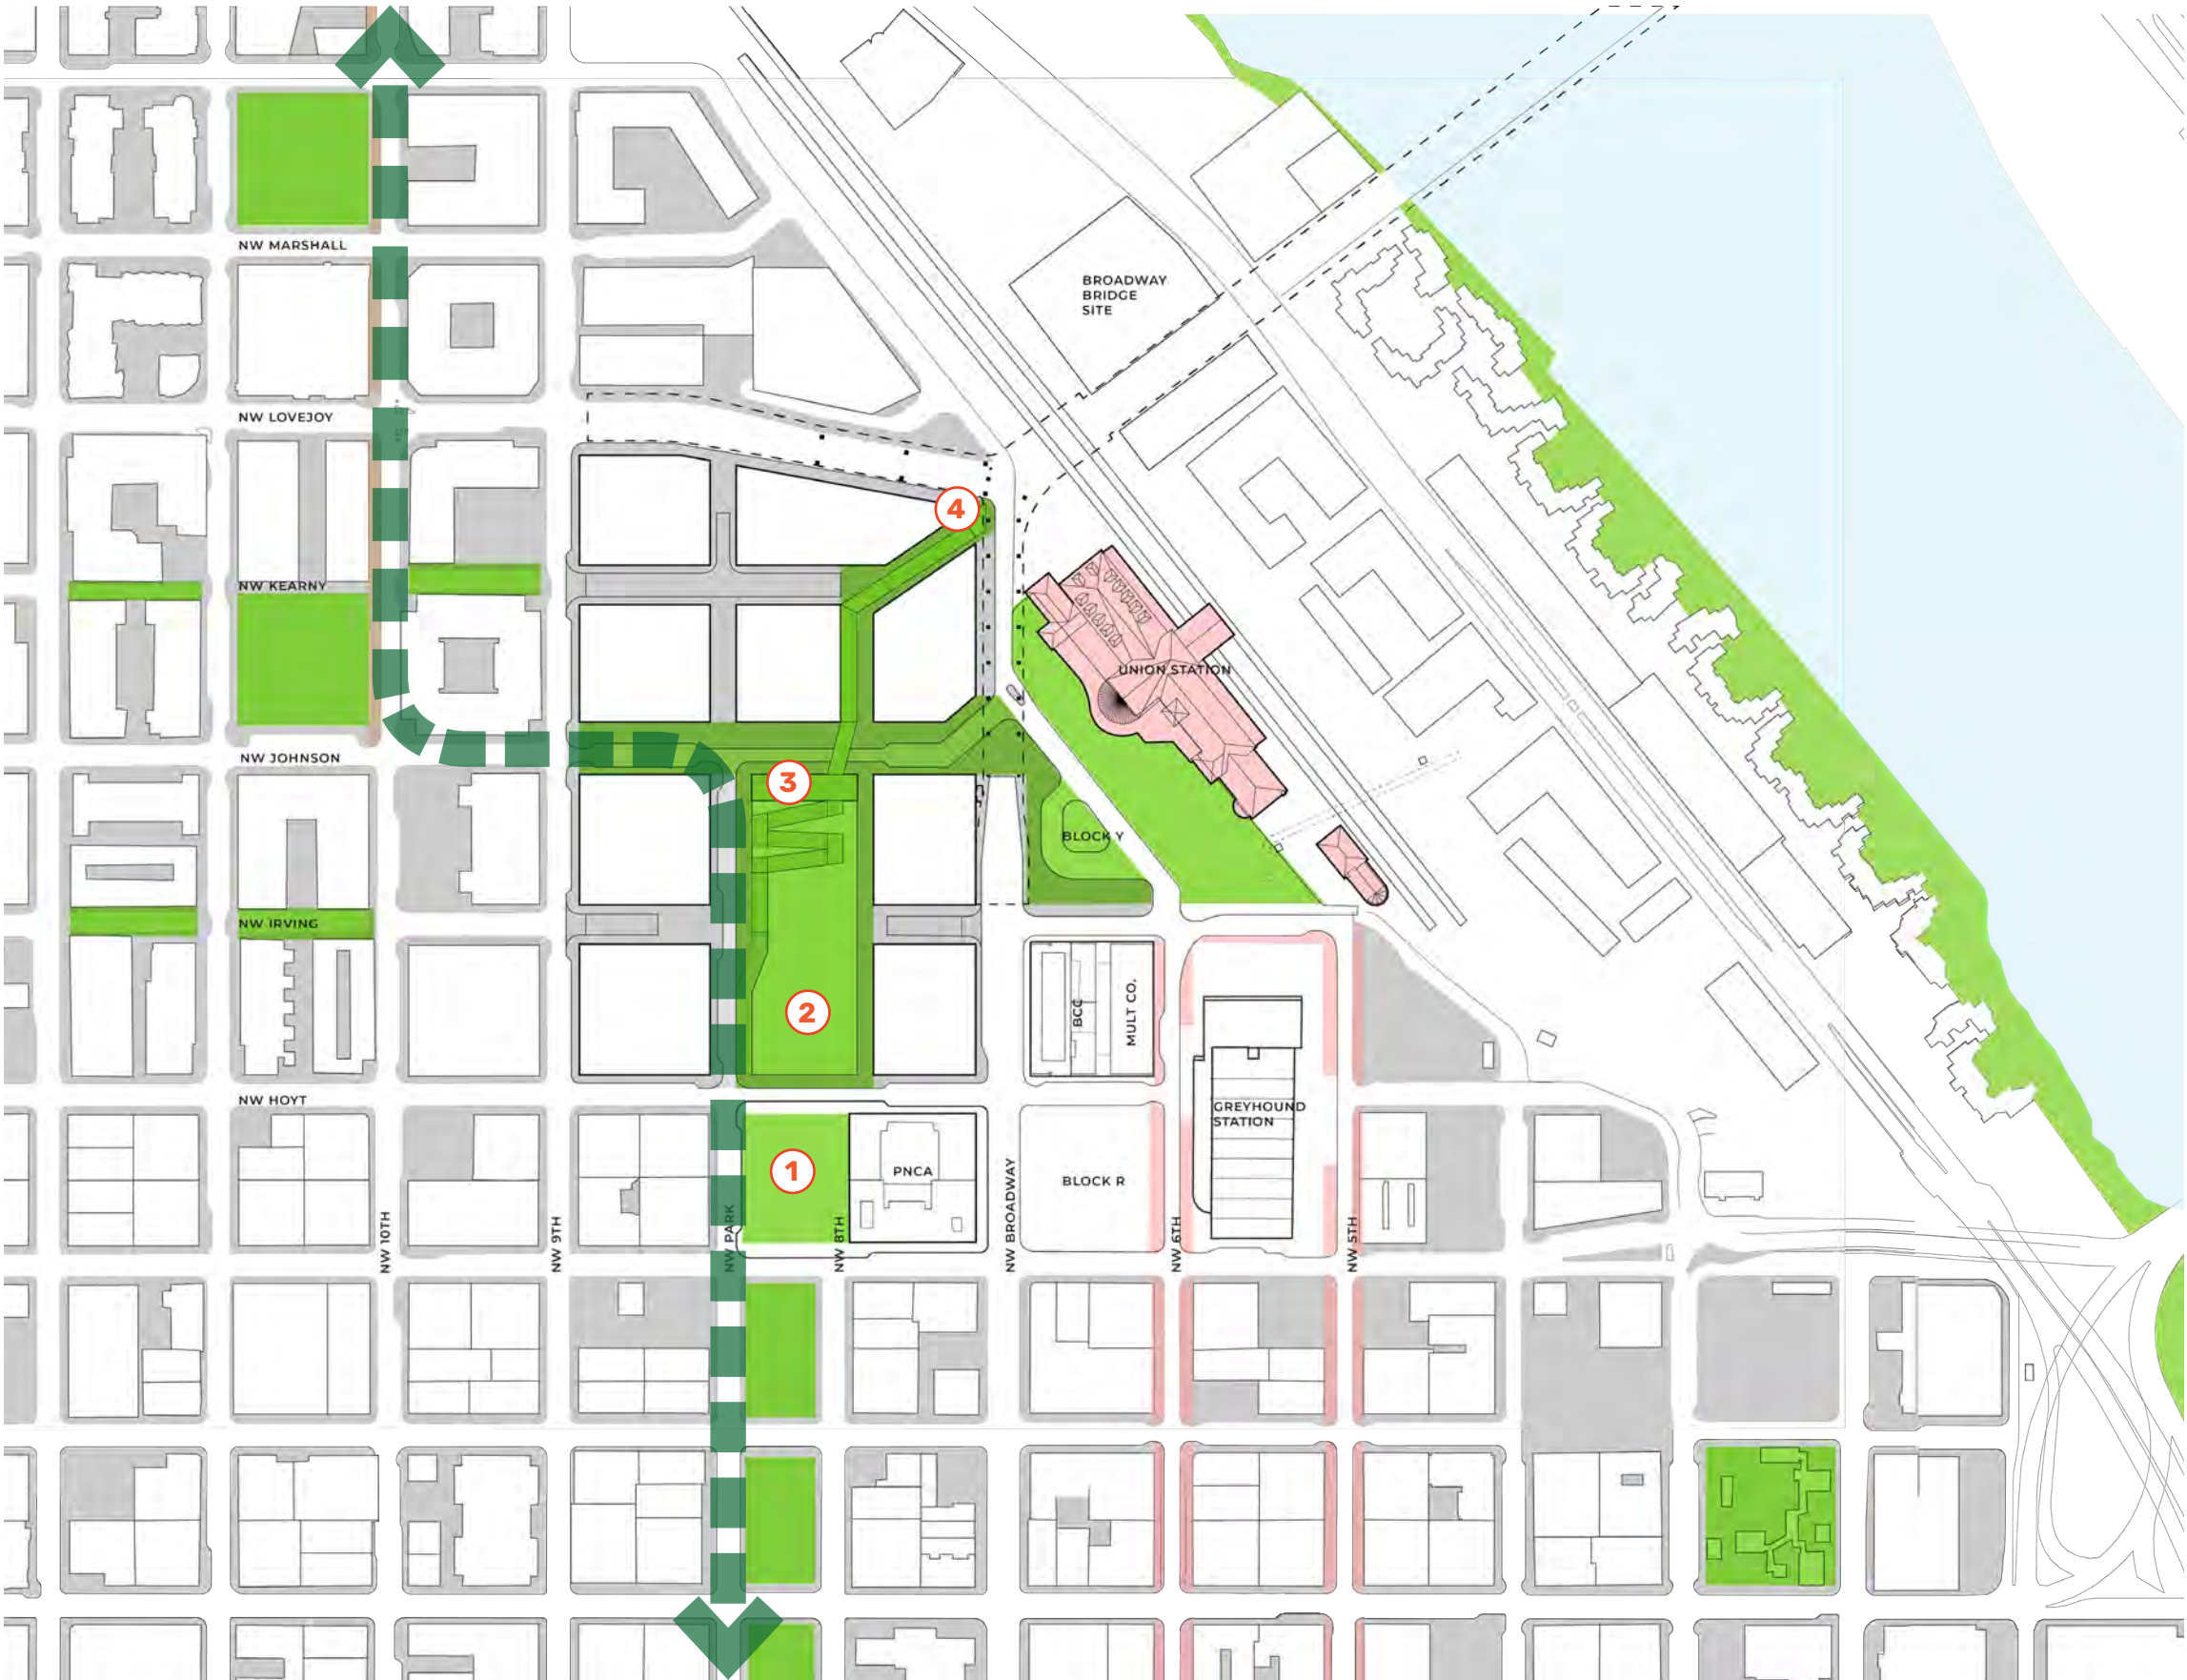 NW MARSHALL
BROADWAY
BRIDGE
SITE
NW LOVEJOY
4
NW KEARNY
UNION STATION
NW JOHNSON
3
BLOCK Y
NW IRVING
2
BCC
MULT CO.
NW HOYT
GREYHOUND
STATION
1
PNCA
BLOCK R
NW 10TH
NW 9TH
NW PARK
NW 8TH
NW BROADWAY
NW 6TH
NW 5TH